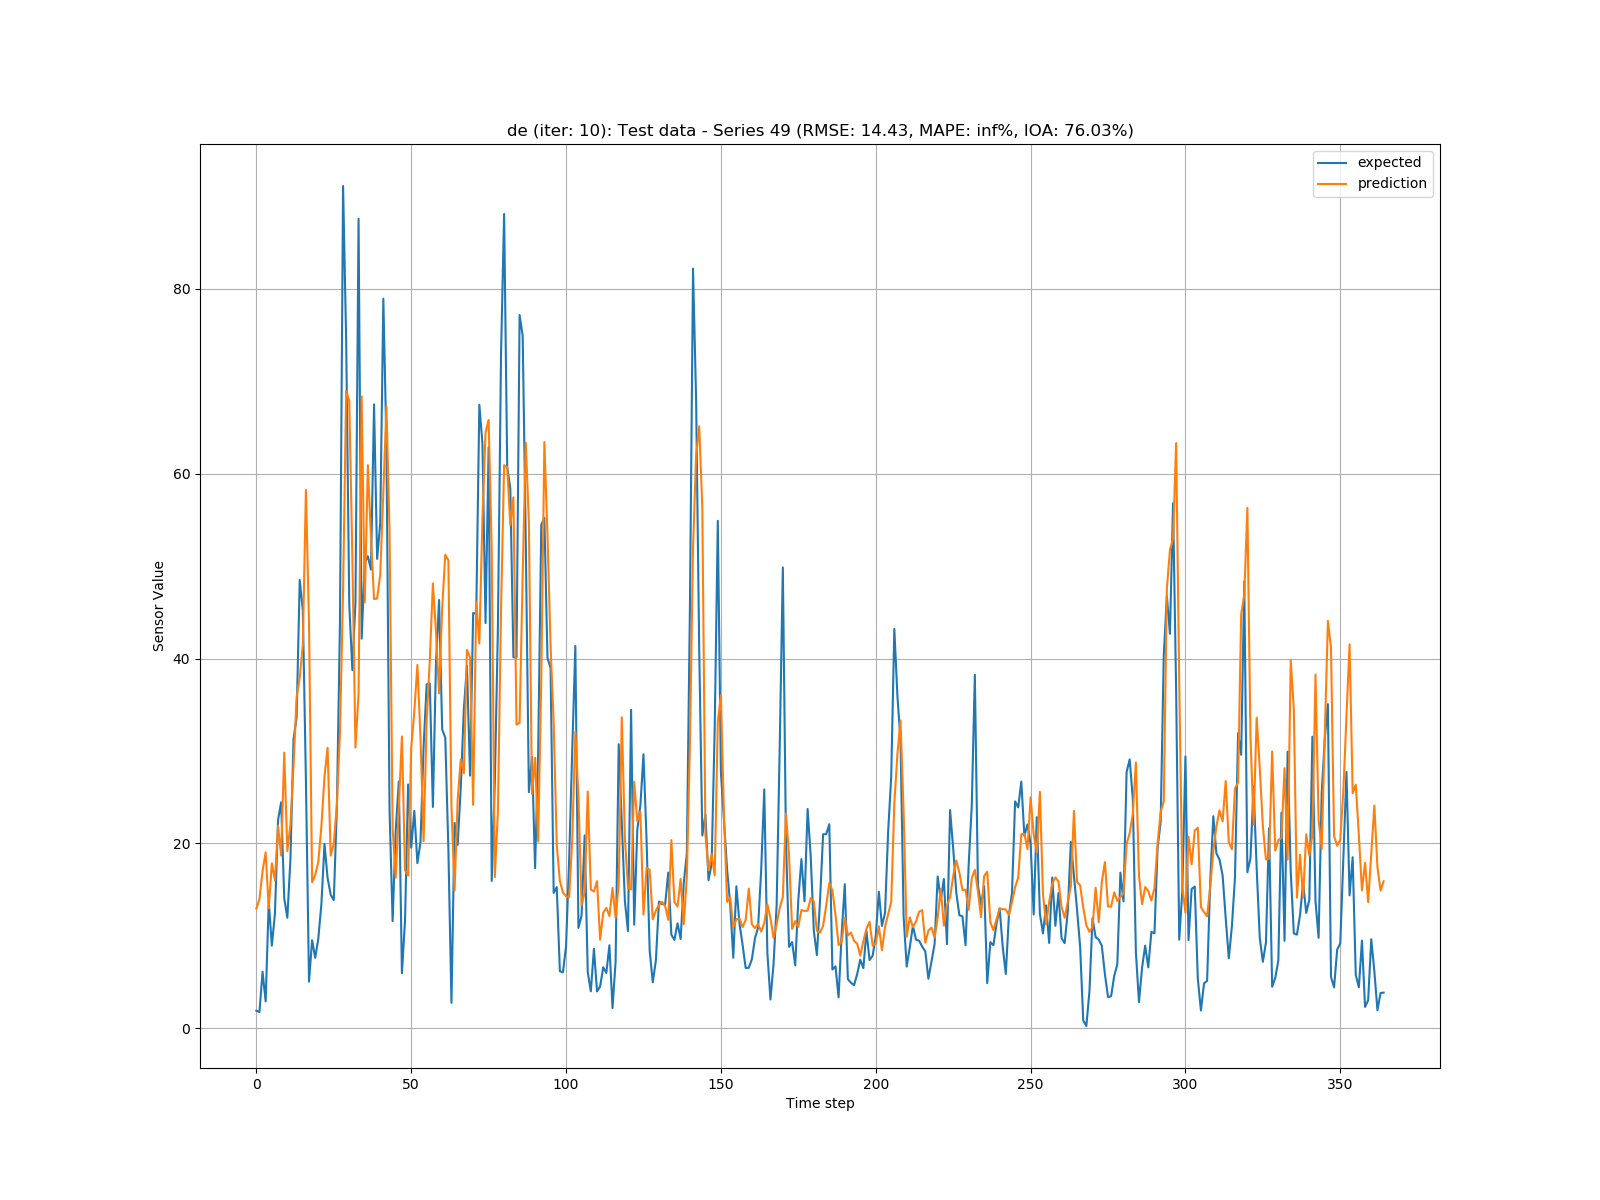 de (iter: 10): Test data - Series 49 (RMSE: 14.43, MAPE: inf%, IOA: 76.03%)
expected
prediction
Sensor Value
80
60
40
20
0
0 50 100 150 200 250 300 350
Time step